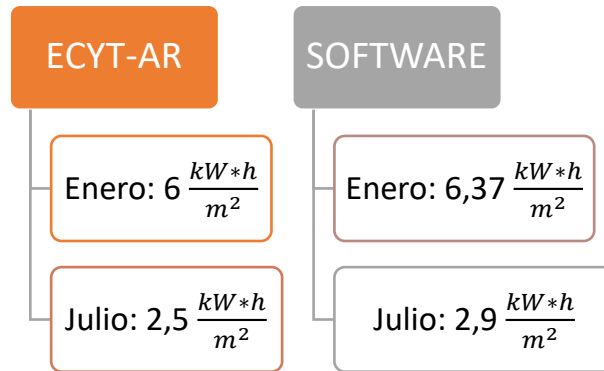 ECYT-AR
Enero: 6 kW*h/m²
Julio: 2,5 kW*h/m²
SOFTWARE
Enero: 6,37 kW*h/m²
Julio: 2,9 kW*h/m²